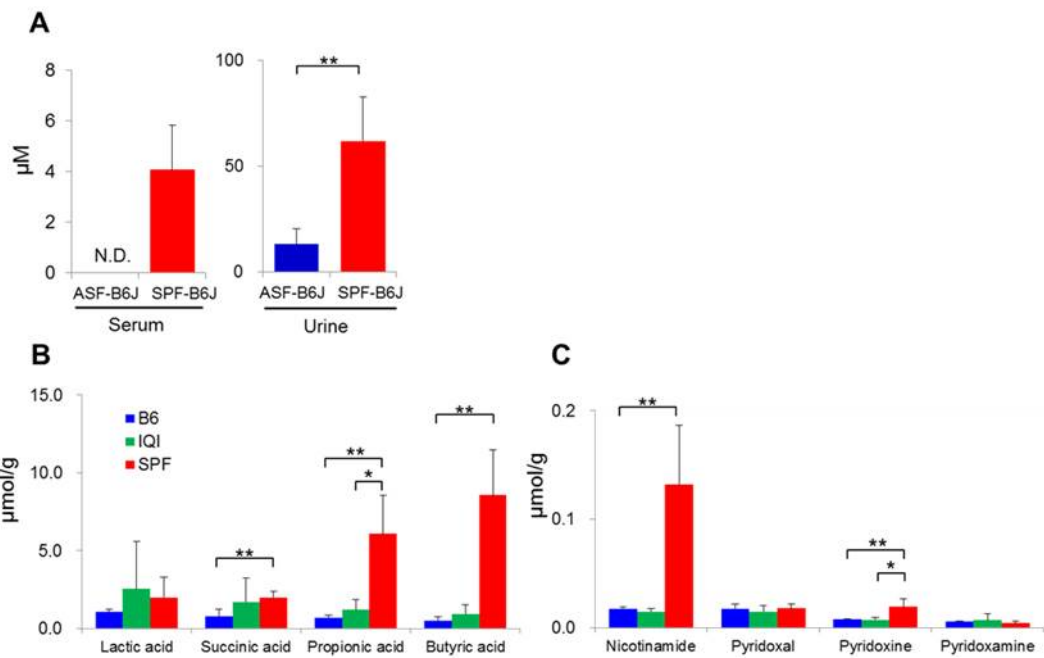 A
8
6
4
2
0
µM
N.D.
ASF-B6J SPF-B6J
Serum
100
50
0
**
ASF-B6J SPF-B6J
Urine
B
15.0
10.0
5.0
0.0
µmol/g
B6
IQI
SPF
**
**
*
**
Lactic acid Succinic acid Propionic acid Butyric acid
C
0.2
0.1
0.0
µmol/g
**
**
*
Nicotinamide Pyridoxal Pyridoxine Pyridoxamine